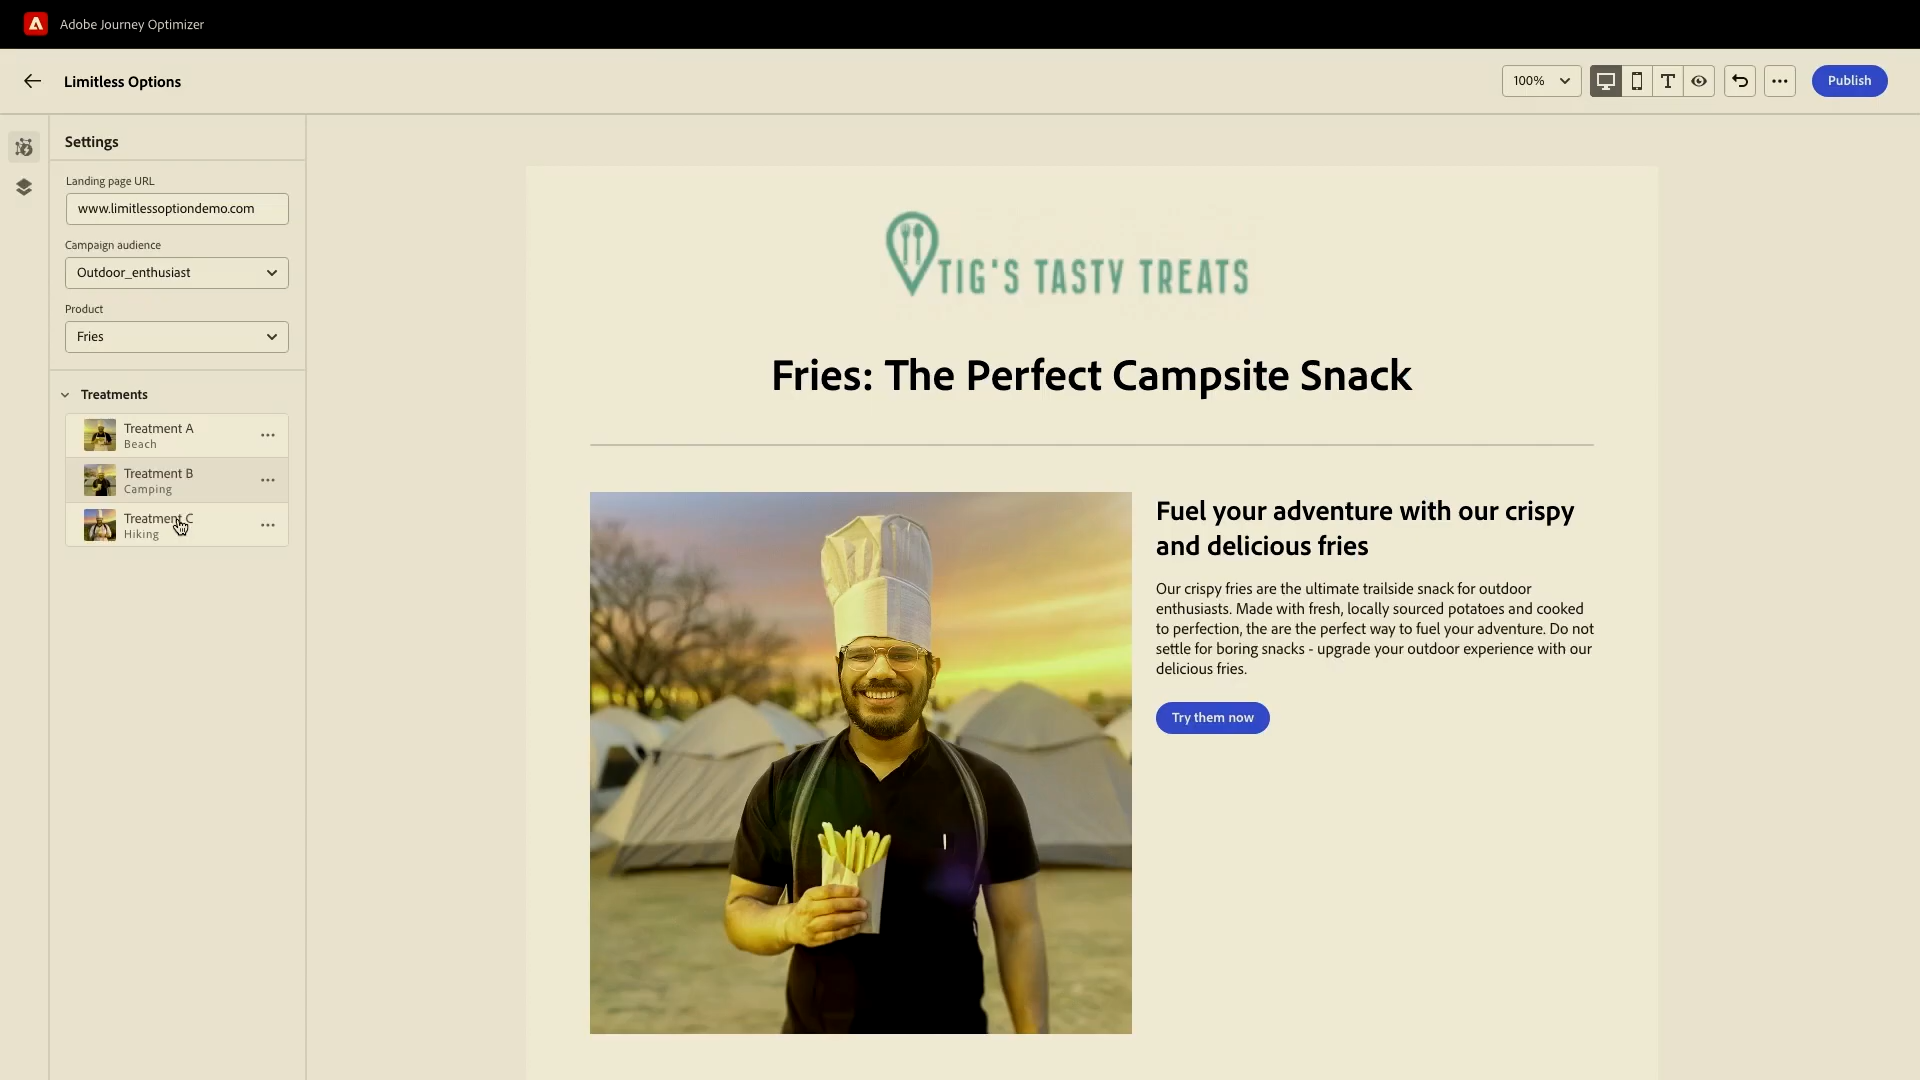 Adobe Journey Optimizer
Limitless Options
100%
Publish
Settings
Landing page URL
www.limitlessoptiondemo.com
Campaign audience
Outdoor_enthusiast
Product
Fries
Treatments
Treatment A
Beach
Treatment B
Camping
Treatment C
Hiking
TIG'S TASTY TREATS
Fries: The Perfect Campsite Snack
Fuel your adventure with our crispy
and delicious fries
Our crispy fries are the ultimate trailside snack for outdoor
enthusiasts. Made with fresh, locally sourced potatoes and cooked
to perfection, the are the perfect way to fuel your adventure. Do not
settle for boring snacks - upgrade your outdoor experience with our
delicious fries.
Try them now